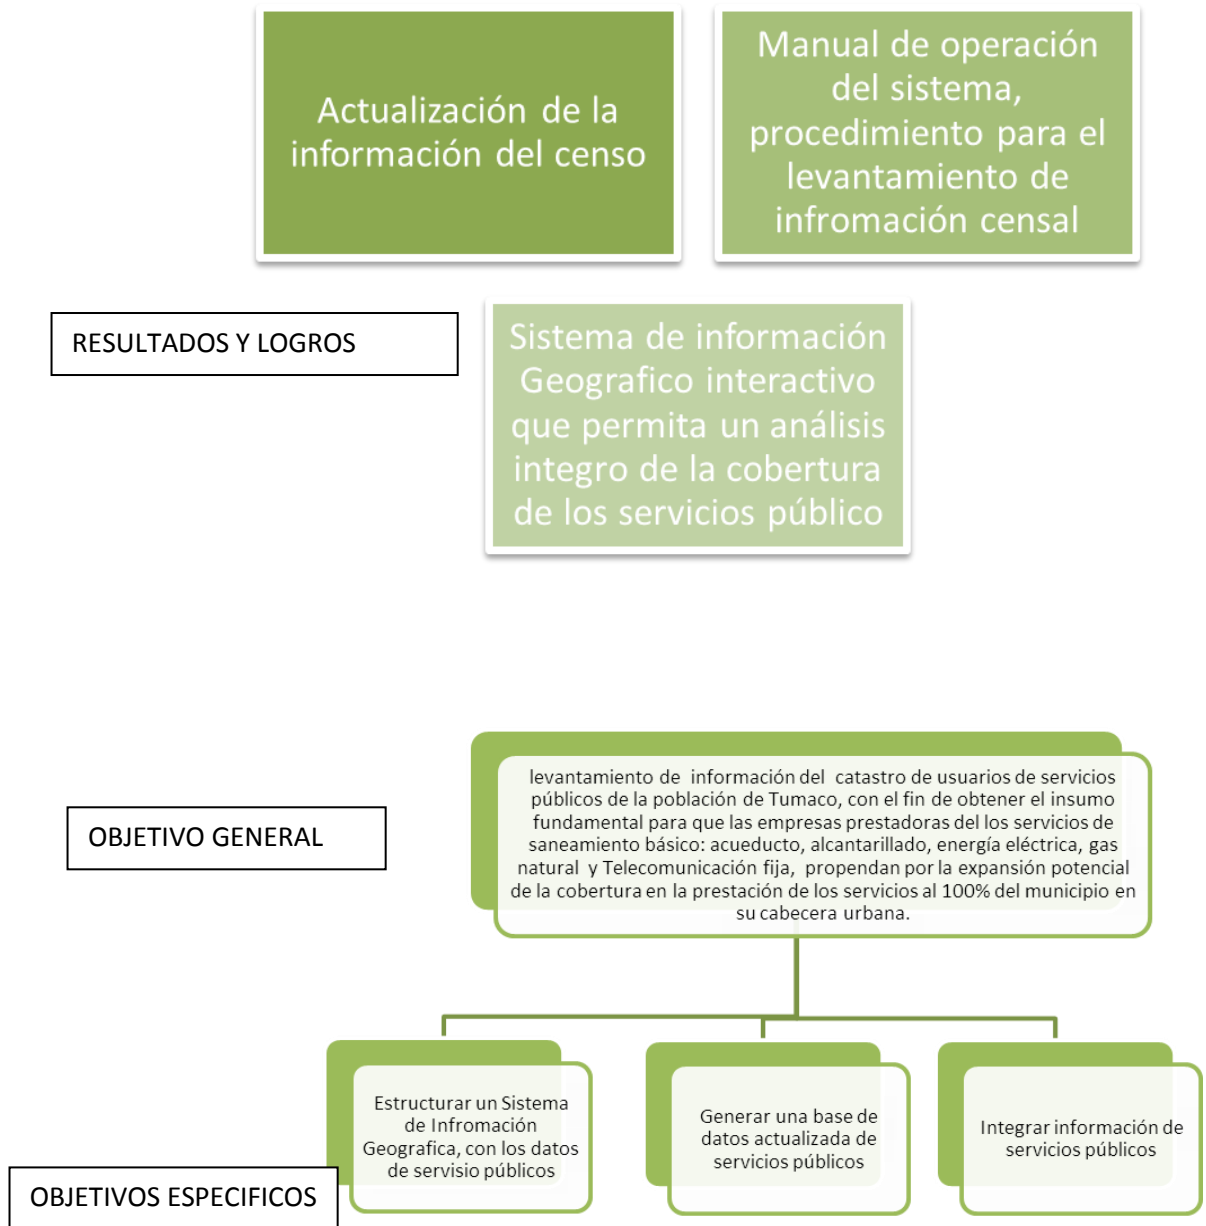 Actualización de la
información del censo
Manual de operación
del sistema,
procedimiento para el
levantamiento de
infromación censal
RESULTADOS Y LOGROS
Sistema de información
Geografico interactivo
que permita un análisis
integro de la cobertura
de los servicios público
OBJETIVO GENERAL
levantamiento de información del catastro de usuarios de servicios
públicos de la población de Tumaco, con el fin de obtener el insumo
fundamental para que las empresas prestadoras del los servicios de
saneamiento básico: acueducto, alcantarillado, energía eléctrica, gas
natural y Telecomunicación fija, propendan por la expansión potencial
de la cobertura en la prestación de los servicios al 100% del municipio en
su cabecera urbana.
Estructurar un Sistema
de Infromación
Geografica, con los datos
de servisio públicos
Generar una base de
datos actualizada de
servicios públicos
Integrar información de
servicios públicos
OBJETIVOS ESPECIFICOS